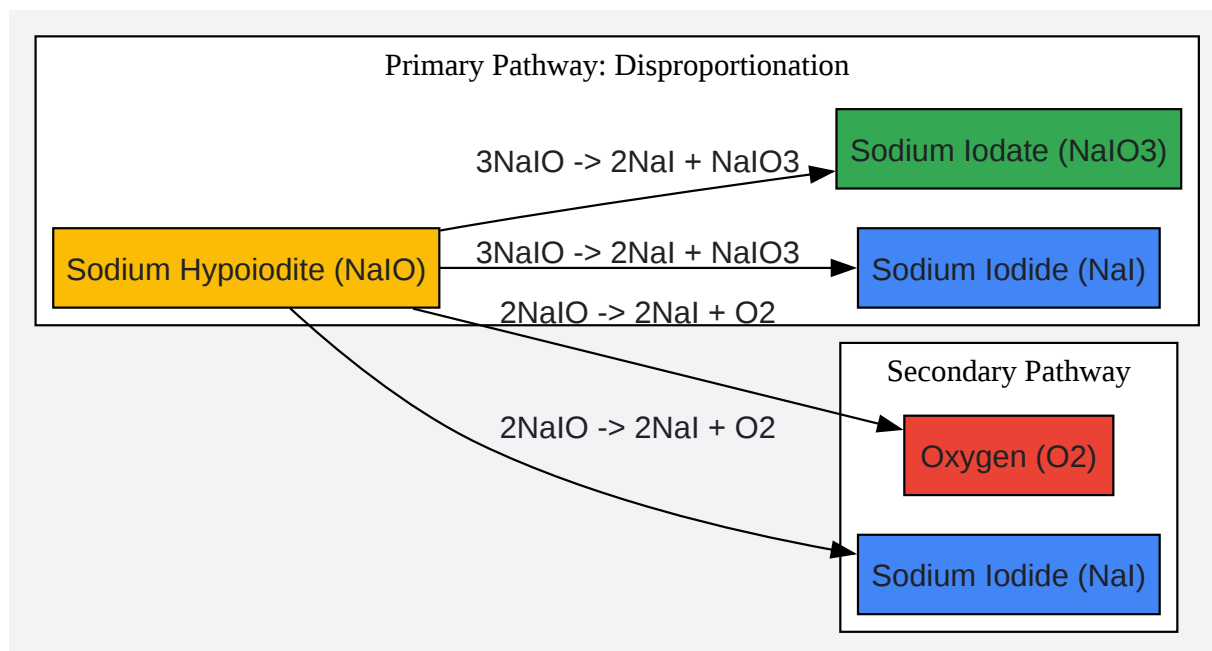 Primary Pathway: Disproportionation
3NaIO -> 2NaI + NaIO3
Sodium Iodate (NaIO3)
Sodium Hypoiodite (NaIO)
3NaIO -> 2NaI + NaIO3
Sodium Iodide (NaI)
2NaIO -> 2NaI + O2
Secondary Pathway
2NaIO -> 2NaI + O2
Oxygen (O2)
Sodium Iodide (NaI)